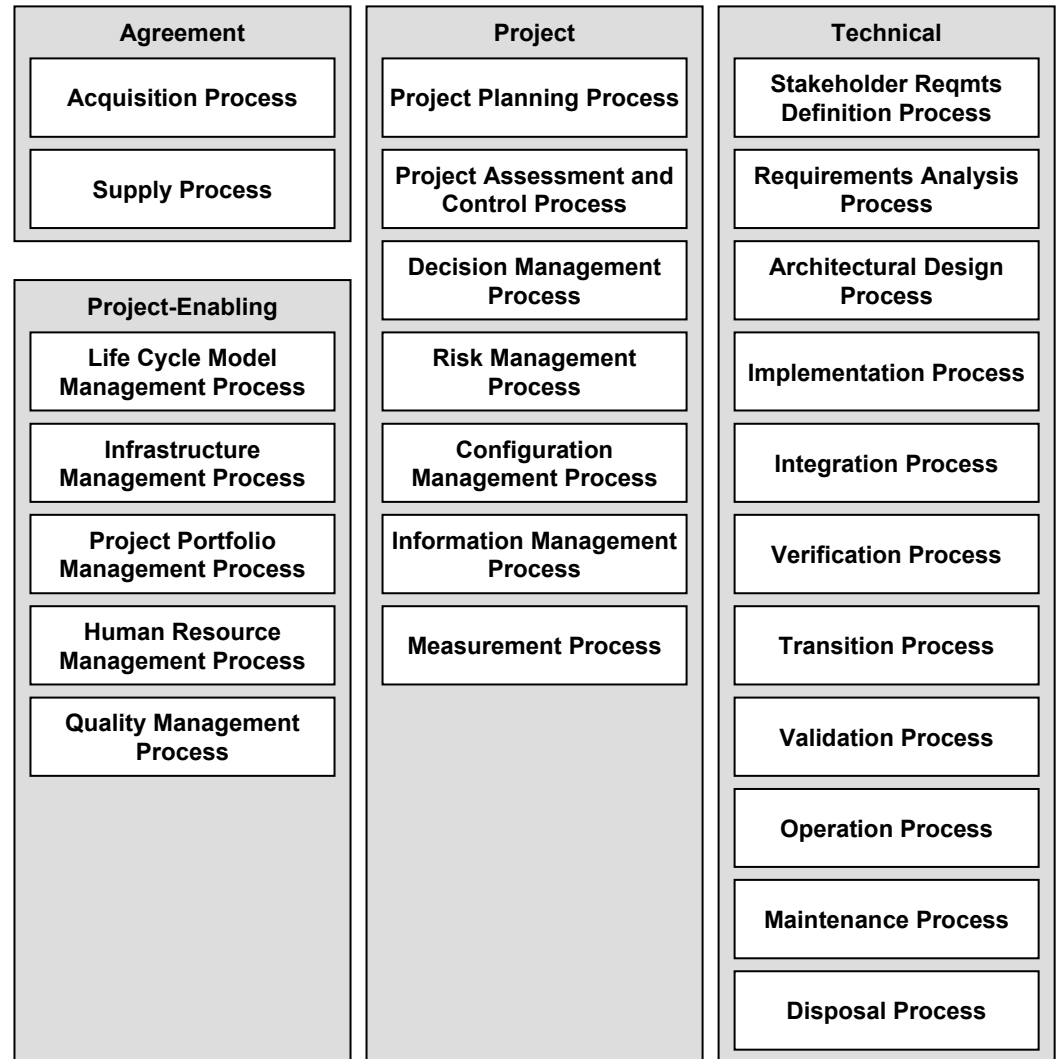 Agreement
Acquisition Process
Supply Process
Project-Enabling
Life Cycle Model
Management Process
Infrastructure
Management Process
Project Portfolio
Management Process
Human Resource
Management Process
Quality Management
Process
Project
Project Planning Process
Project Assessment and
Control Process
Decision Management
Process
Risk Management
Process
Configuration
Management Process
Information Management
Process
Measurement Process
Technical
Stakeholder Reqmts
Definition Process
Requirements Analysis
Process
Architectural Design
Process
Implementation Process
Integration Process
Verification Process
Transition Process
Validation Process
Operation Process
Maintenance Process
Disposal Process